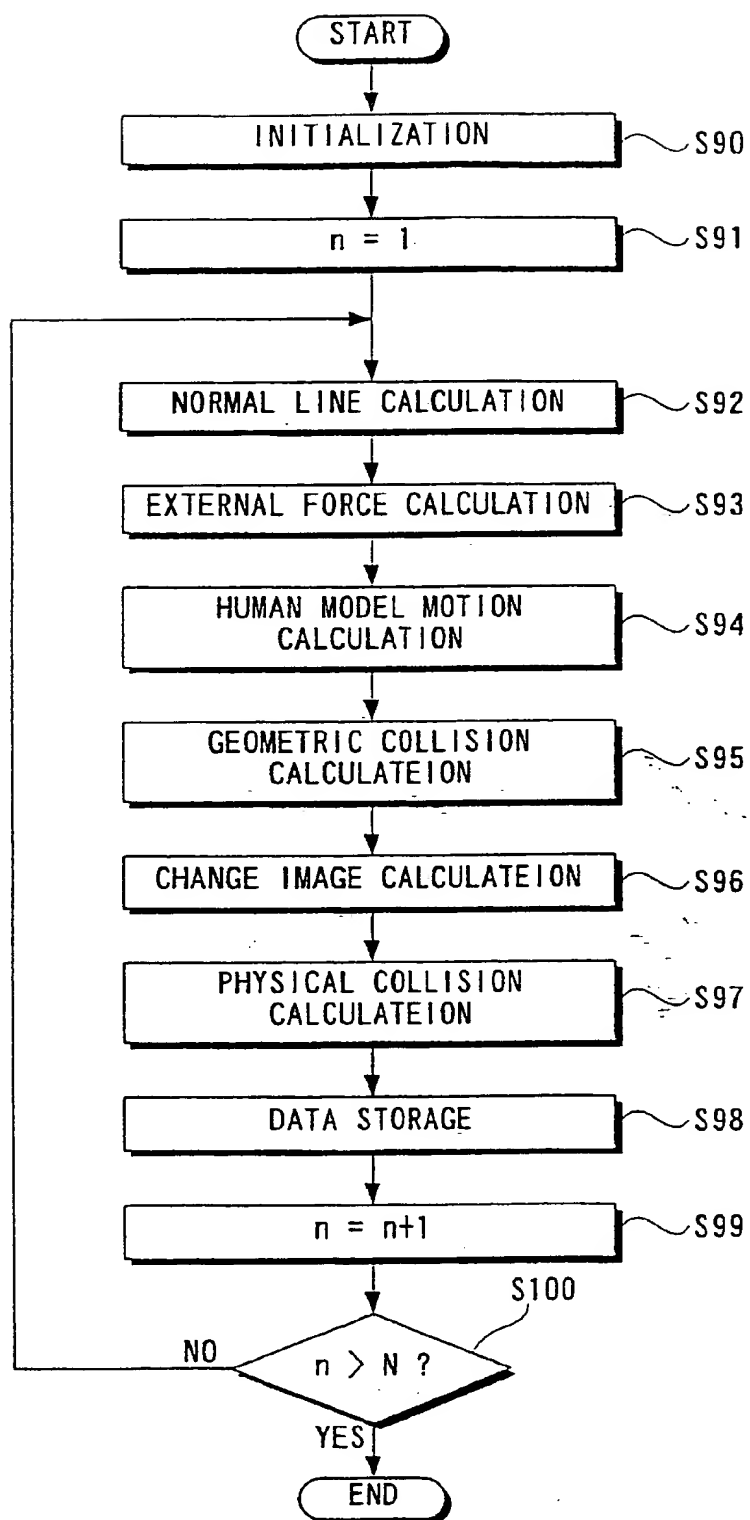 START
INITIALIZATION
S90
n = 1
S91
NORMAL LINE CALCULATION
S92
EXTERNAL FORCE CALCULATION
S93
HUMAN MODEL MOTION
CALCULATION
S94
GEOMETRIC COLLISION
CALCULATEION
S95
CHANGE IMAGE CALCULATEION
S96
PHYSICAL COLLISION
CALCULATEION
S97
DATA STORAGE
S98
n = n+1
S99
S100
NO
n > N ?
YES
END